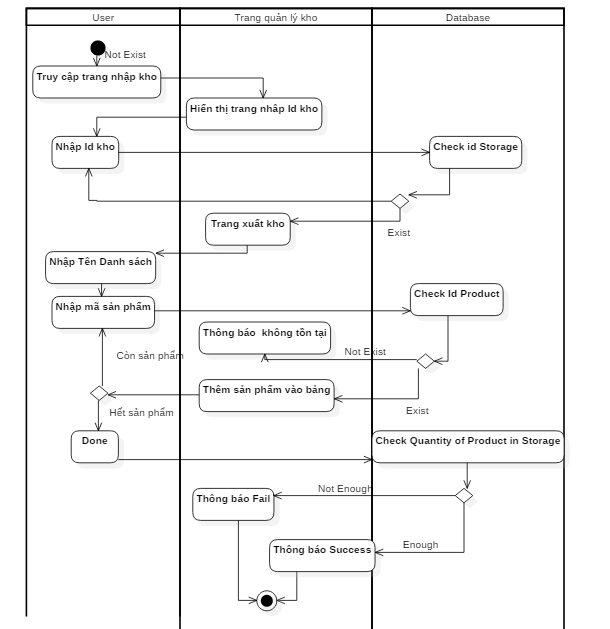 User
Trang quản lý kho
Database
Not Exist
Truy cập trang nhập kho
Hiển thị trang nhâp Id kho
Nhập Id kho
Check id Storage
Trang xuất kho
Exist
Nhập Tên Danh sách
Check Id Product
Nhập mã sản phẩm
Thông báo không tồn tại
Not Exist
Còn sản phẩm
Thêm sản phẩm vào bảng
Hết sản phẩm
Exist
Done
Check Quantity of Product in Storage
Not Enough
Thông báo Fail
Enough
Thông báo Success